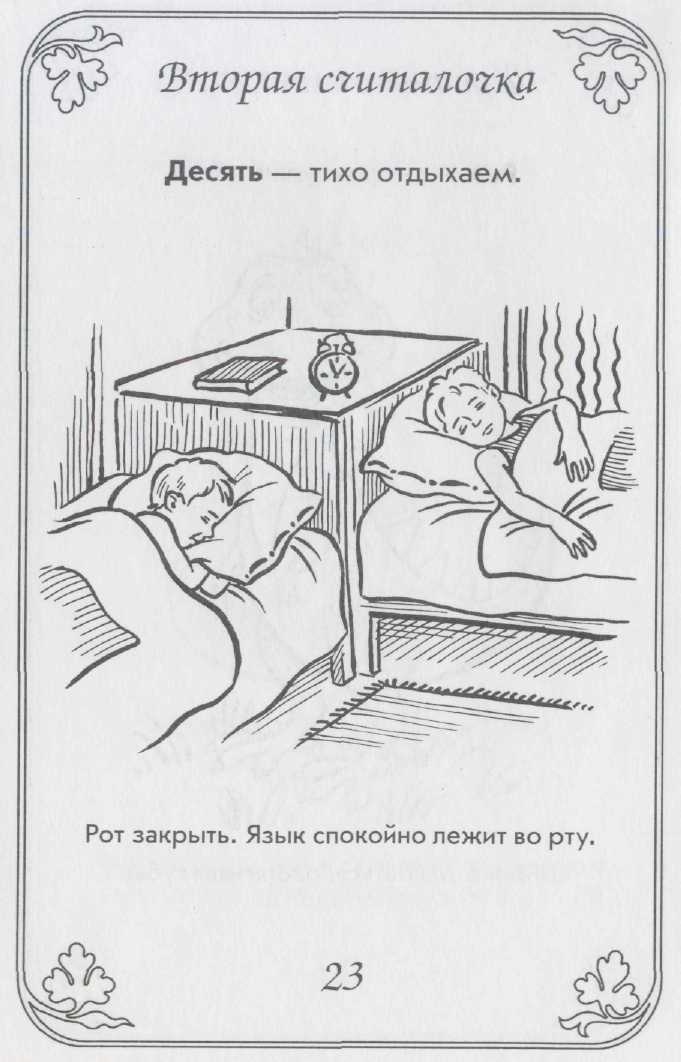 Вторая считалочка
Десять — тихо отдыхаем.
Рот закрыть. Язык спокойно лежит во рту.
23